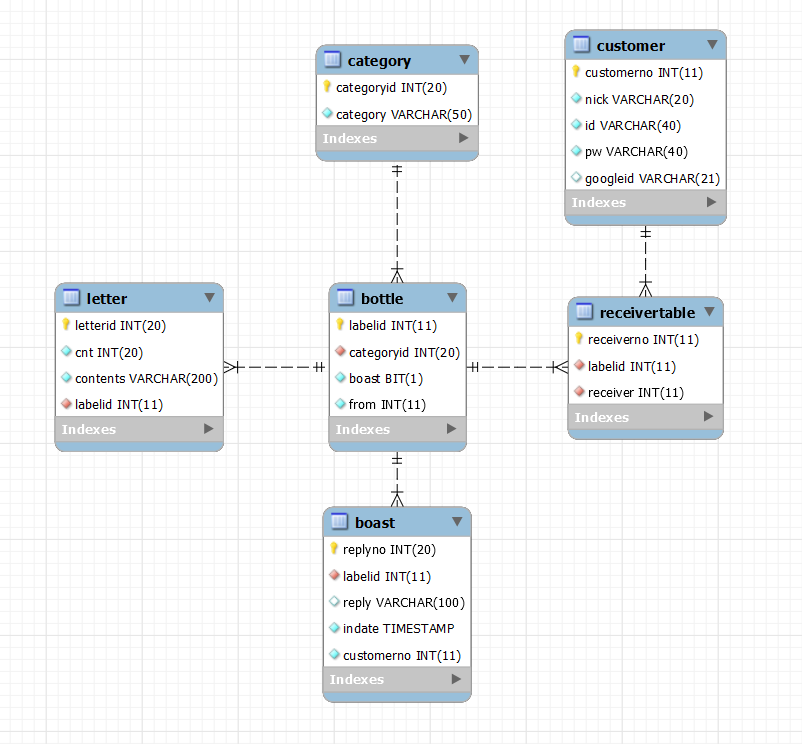 category
categoryid INT(20)
category VARCHAR(50)
Indexes
customer
customerno INT(11)
nick VARCHAR(20)
id VARCHAR(40)
pw VARCHAR(40)
googleid VARCHAR(21)
Indexes
letter
letterid INT(20)
cnt INT(20)
contents VARCHAR(200)
labelid INT(11)
Indexes
bottle
labelid INT(11)
categoryid INT(20)
boast BIT(1)
from INT(11)
Indexes
receivertable
receiverno INT(11)
labelid INT(11)
receiver INT(11)
Indexes
boast
replyno INT(20)
labelid INT(11)
reply VARCHAR(100)
indate TIMESTAMP
customerno INT(11)
Indexes